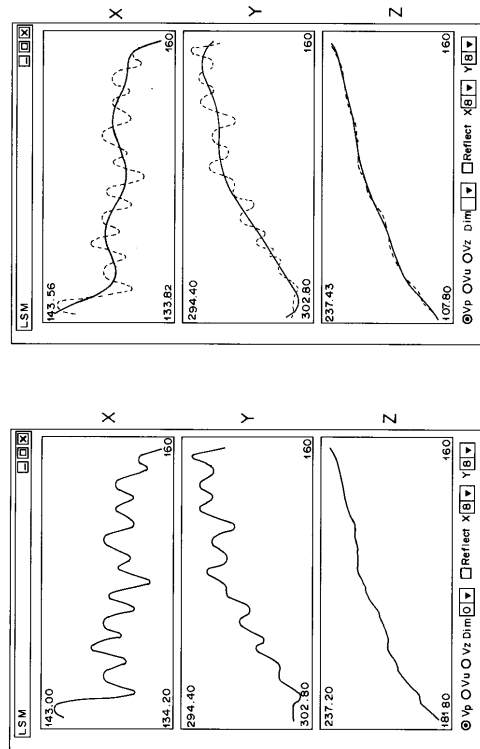 LSM
143.56
133.82
160
X
294.40
302.80
160
Y
237.43
107.80
160
Z
Vp Vu Vz Dim Reflect X 8 Y 8
LSM
143.00
134.20
160
X
294.40
302.80
160
Y
237.20
181.80
160
Z
Vp Vu Vz Dim 0 Reflect X 8 Y 8